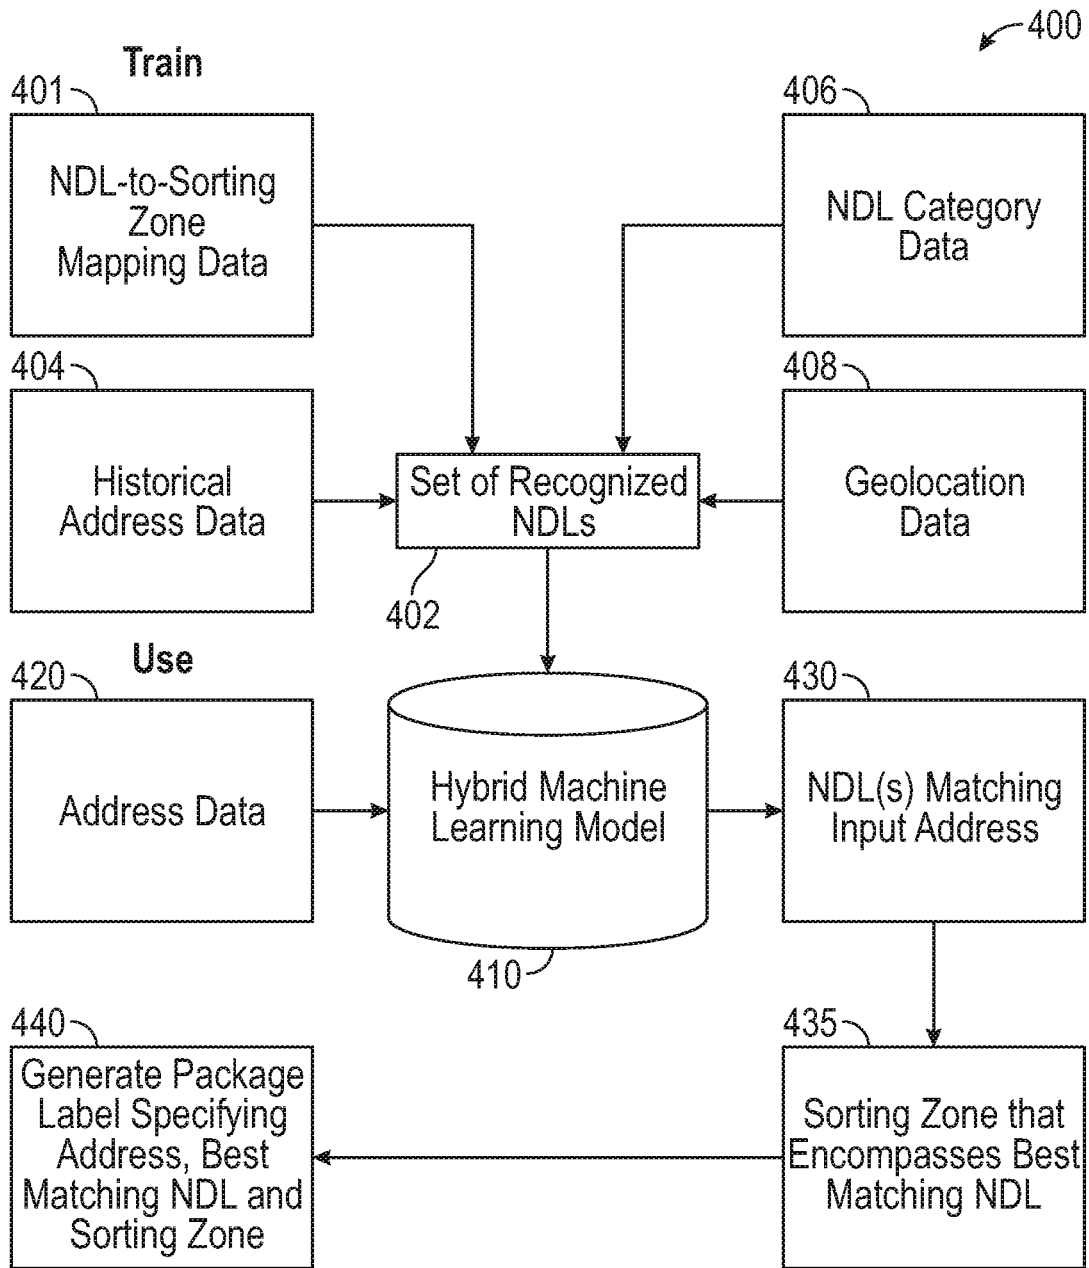 400
Train
401
NDL-to-Sorting
Zone
Mapping Data
406
NDL Category
Data
404
Historical
Address Data
Set of Recognized
NDLs
402
408
Geolocation
Data
Use
420
Address Data
Hybrid Machine
Learning Model
410
430
NDL(s) Matching
Input Address
440
Generate Package
Label Specifying
Address, Best
Matching NDL and
Sorting Zone
435
Sorting Zone that
Encompasses Best
Matching NDL